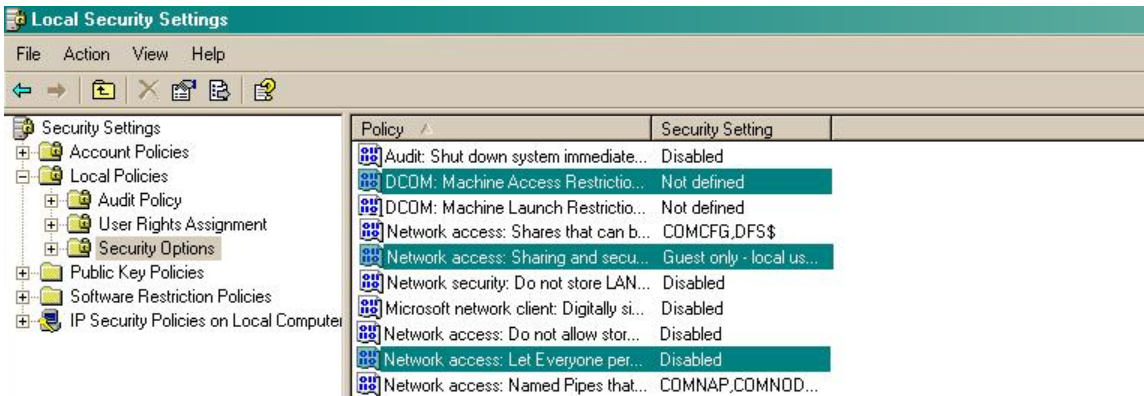 Local Security Settings
File Action View Help
Security Settings
Account Policies
Local Policies
Audit Policy
User Rights Assignment
Security Options
Public Key Policies
Software Restriction Policies
IP Security Policies on Local Computer
Policy Security Setting
Audit: Shut down system immediate... Disabled
DCOM: Machine Access Restrictio... Not defined
DCOM: Machine Launch Restrictio... Not defined
Network access: Shares that can b... COMCFG,DFS$
Network access: Sharing and secu... Guest only - local us...
Network security: Do not store LAN... Disabled
Microsoft network client: Digitally si... Disabled
Network access: Do not allow stor... Disabled
Network access: Let Everyone per... Disabled
Network access: Named Pipes that... COMNAP,COMNOD...